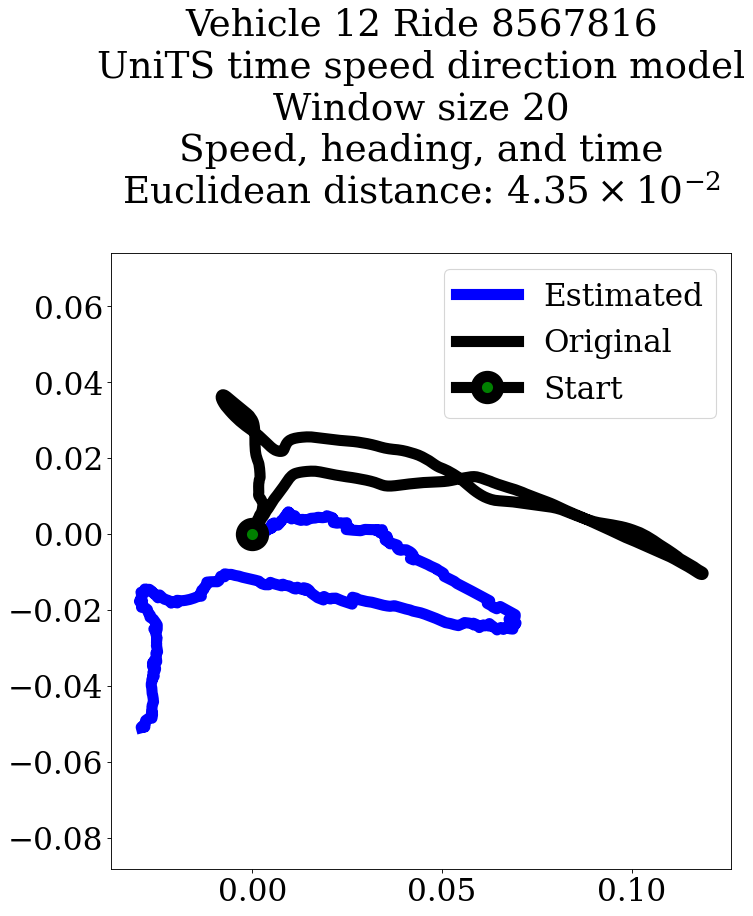 Vehicle 12 Ride 8567816
UniTS time speed direction model
Window size 20
Speed, heading, and time
Euclidean distance: 4.35 × 10⁻²
Estimated
Original
Start
0.06
0.04
0.02
0.00
−0.02
−0.04
−0.06
−0.08
0.00 0.05 0.10